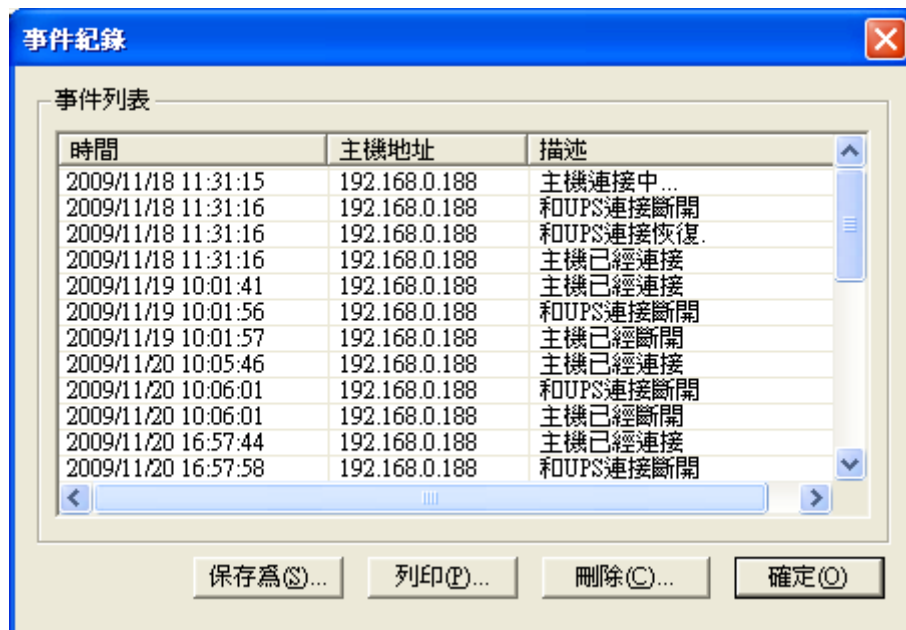 事件紀錄
事件列表
時間 主機地址 描述
2009/11/18 11:31:15 192.168.0.188 主機連接中...
2009/11/18 11:31:16 192.168.0.188 和UPS連接斷開
2009/11/18 11:31:16 192.168.0.188 和UPS連接恢復.
2009/11/18 11:31:16 192.168.0.188 主機已經連接
2009/11/19 10:01:41 192.168.0.188 主機已經連接
2009/11/19 10:01:56 192.168.0.188 和UPS連接斷開
2009/11/19 10:01:57 192.168.0.188 主機已經斷開
2009/11/20 10:05:46 192.168.0.188 主機已經連接
2009/11/20 10:06:01 192.168.0.188 和UPS連接斷開
2009/11/20 10:06:01 192.168.0.188 主機已經斷開
2009/11/20 16:57:44 192.168.0.188 主機已經連接
2009/11/20 16:57:58 192.168.0.188 和UPS連接斷開
保存爲(S)... 列印(P)... 刪除(C)... 確定(O)